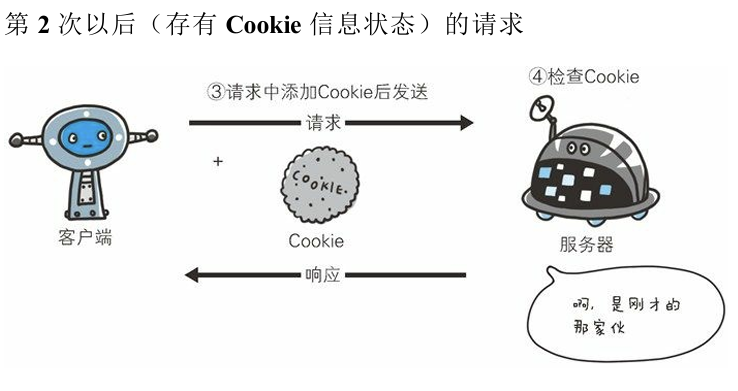 第 2 次以后（存有 Cookie 信息状态）的请求
③请求中添加Cookie后发送
④检查Cookie
请求
+
COOKIE.
客户端
Cookie
服务器
响应
啊，是刚才的
那家伙